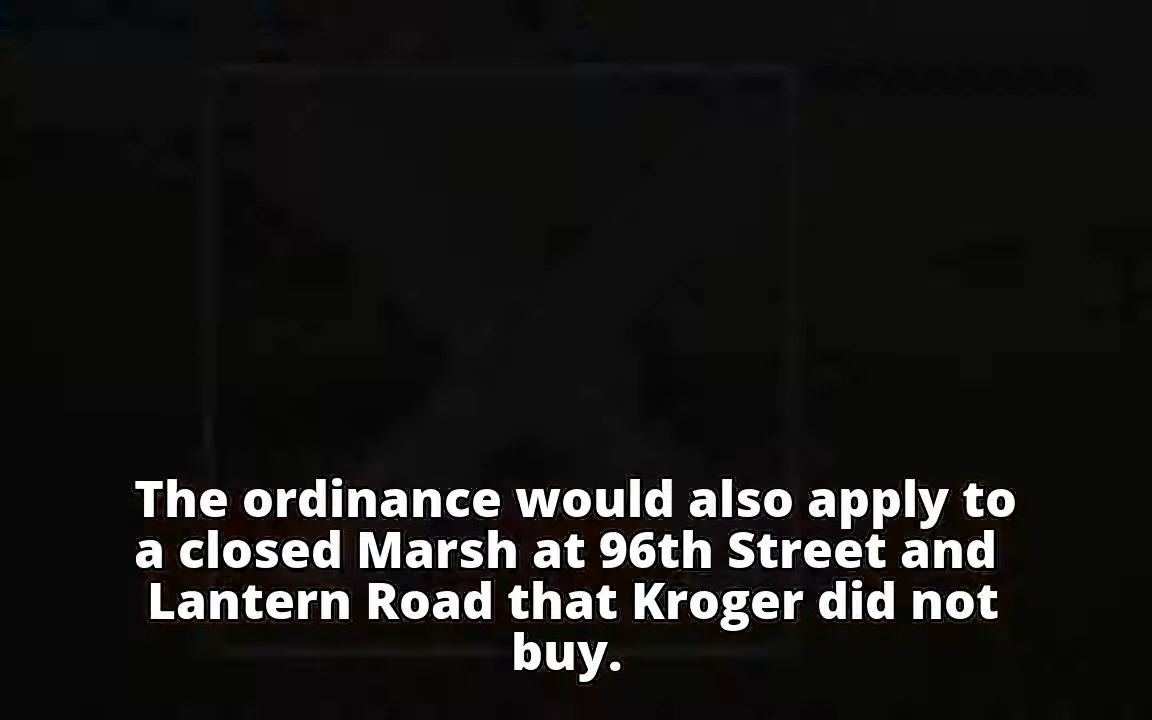 The ordinance would also apply to
a closed Marsh at 96th Street and
Lantern Road that Kroger did not
buy.